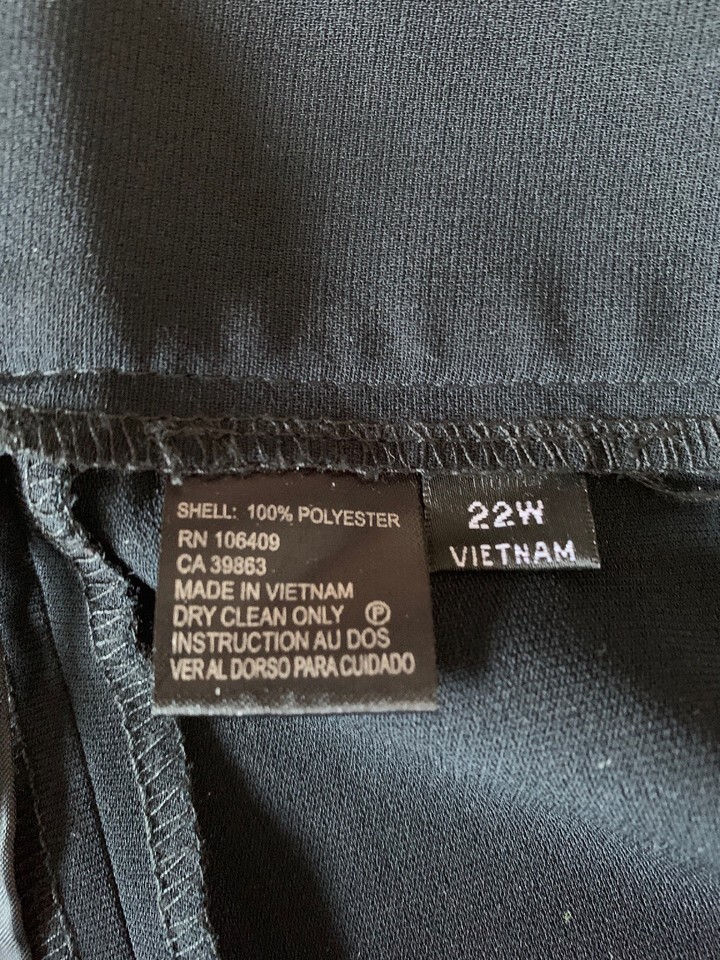 SHELL: 100% POLYESTER
RN 106409
CA 39863
MADE IN VIETNAM
DRY CLEAN ONLY Ⓟ
INSTRUCTION AU DOS
VER AL DORSO PARA CUIDADO
22W
VIETNAM